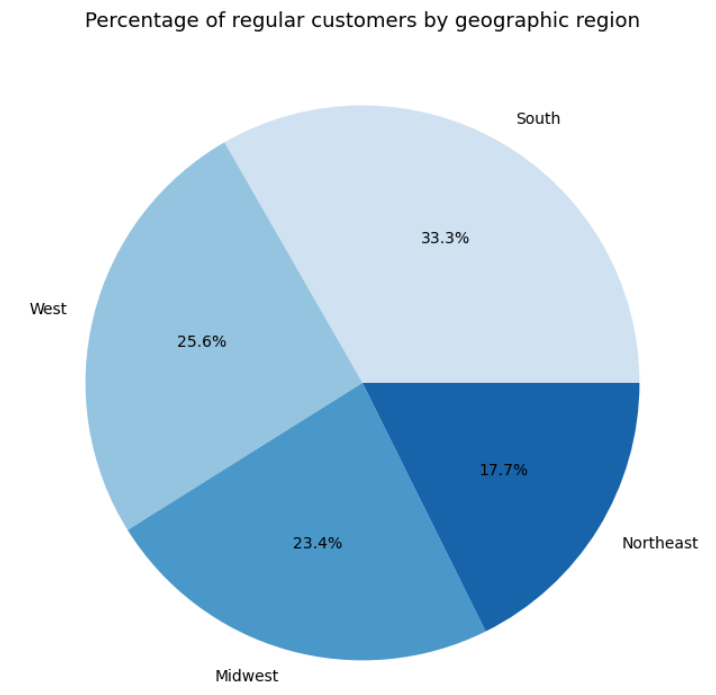 Percentage of regular customers by geographic region
South
33.3%
West
25.6%
17.7%
23.4%
Northeast
Midwest